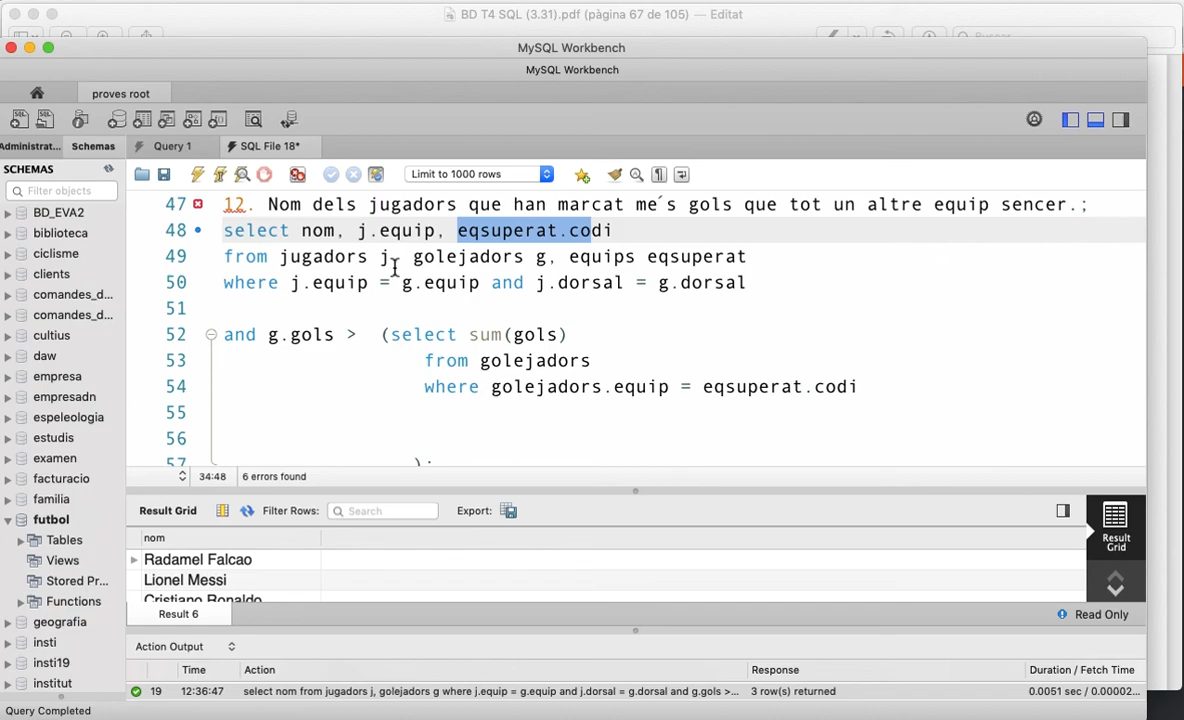 BD T4 SQL (3.31).pdf (pàgina 67 de 105) — Editat
Buscar
MySQL Workbench
MySQL Workbench
proves root
Administrat... Schemas Query 1 SQL File 18*
SCHEMAS
Limit to 1000 rows
Filter objects
BD_EVA2
biblioteca
ciclisme
clients
comandes_d...
comandes_d...
cultius
daw
empresa
empresadn
espeleologia
estudis
examen
facturacio
familia
futbol
Tables
Views
Stored Pr...
Functions
geografia
insti
insti19
institut
47 12. Nom dels jugadors que han marcat me´s gols que tot un altre equip sencer.;
48 select nom, j.equip, eqsuperat.codi
49 from jugadors j, golejadors g, equips eqsuperat
50 where j.equip = g.equip and j.dorsal = g.dorsal
51
52 and g.gols > (select sum(gols)
53 from golejadors
54 where golejadors.equip = eqsuperat.codi
55
56
57 );
34:48 6 errors found
Result Grid Filter Rows: Search Export:
nom
Radamel Falcao
Lionel Messi
Cristiano Ronaldo
Result Grid
Result 6
Read Only
Action Output
Time Action Response Duration / Fetch Time
19 12:36:47 select nom from jugadors j, golejadors g where j.equip = g.equip and j.dorsal = g.dorsal and g.gols >... 3 row(s) returned 0.0051 sec / 0.00002...
Query Completed